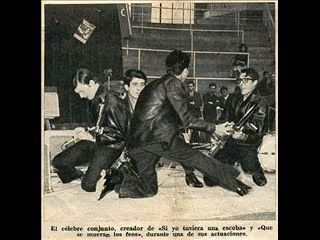 El célebre conjunto, creador de «Si yo tuviera una escoba» y «Que
se mueran los feos», durante una de sus actuaciones.